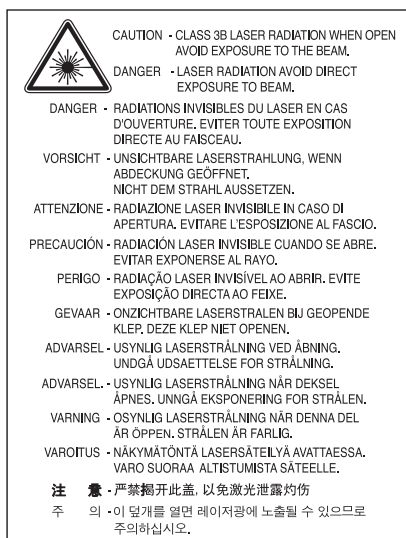 CAUTION - CLASS 3B LASER RADIATION WHEN OPEN
AVOID EXPOSURE TO THE BEAM.
DANGER - LASER RADIATION AVOID DIRECT
EXPOSURE TO BEAM.
DANGER - RADIATIONS INVISIBLES DU LASER EN CAS
D'OUVERTURE. EVITER TOUTE EXPOSITION
DIRECTE AU FAISCEAU.
VORSICHT - UNSICHTBARE LASERSTRAHLUNG, WENN
ABDECKUNG GEÖFFNET.
NICHT DEM STRAHL AUSSETZEN.
ATTENZIONE - RADIAZIONE LASER INVISIBILE IN CASO DI
APERTURA. EVITARE L'ESPOSIZIONE AL FASCIO.
PRECAUCIÓN - RADIACIÓN LASER INVISIBLE CUANDO SE ABRE.
EVITAR EXPONERSE AL RAYO.
PERIGO - RADIAÇÃO LASER INVISÍVEL AO ABRIR. EVITE
EXPOSIÇÃO DIRECTA AO FEIXE.
GEVAAR - ONZICHTBARE LASERSTRALEN BIJ GEOPENDE
KLEP. DEZE KLEP NIET OPENEN.
ADVARSEL - USYNLIG LASERSTRÅLNING VED ÅBNING.
UNDGÅ UDSAETTELSE FOR STRÅLNING.
ADVARSEL. - USYNLIG LASERSTRÅLNING NÅR DEKSEL
ÅPNES. UNNGÅ EKSPONERING FOR STRÅLEN.
VARNING - OSYNLIG LASERSTRÅLNING NÄR DENNA DEL
ÄR ÖPPEN. STRÅLEN ÄR FARLIG.
VAROITUS - NÄKYMÄTÖNTÄ LASERSÄTEILYÄ AVATTAESSA.
VARO SUORAA ALTISTUMISTA SÄTEELLE.
注 意 - 严禁揭开此盖, 以免激光泄露灼伤
주 의 - 이 덮개를 열면 레이저광에 노출될 수 있으므로
주의하십시오.